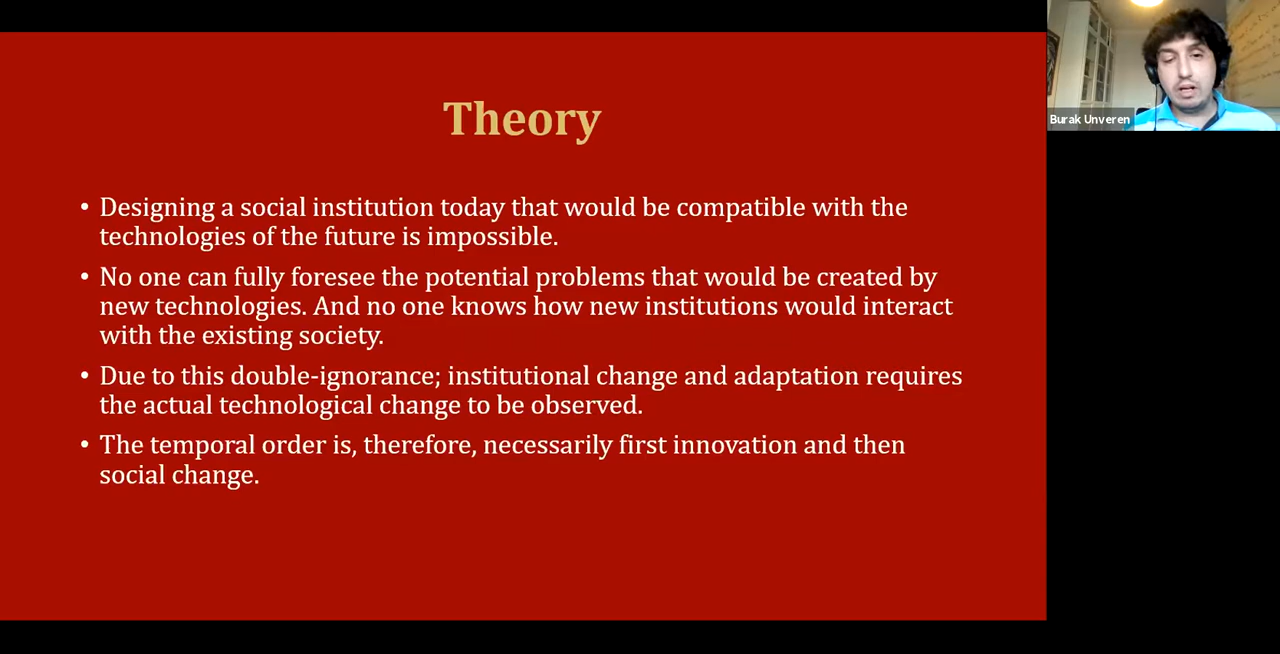 Theory
• Designing a social institution today that would be compatible with the
technologies of the future is impossible.
• No one can fully foresee the potential problems that would be created by
new technologies. And no one knows how new institutions would interact
with the existing society.
• Due to this double-ignorance; institutional change and adaptation requires
the actual technological change to be observed.
• The temporal order is, therefore, necessarily first innovation and then
social change.
Burak Unveren